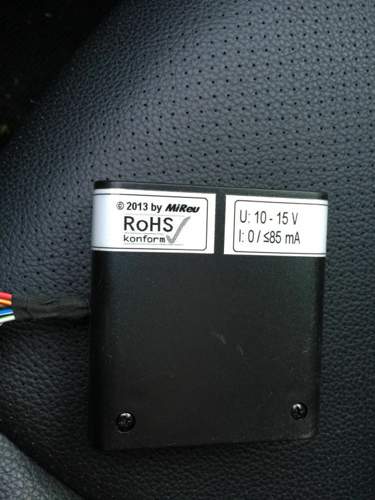 © 2013 by MiReu
RoHS
konform
U: 10 - 15 V
I: 0 / ≤85 mA